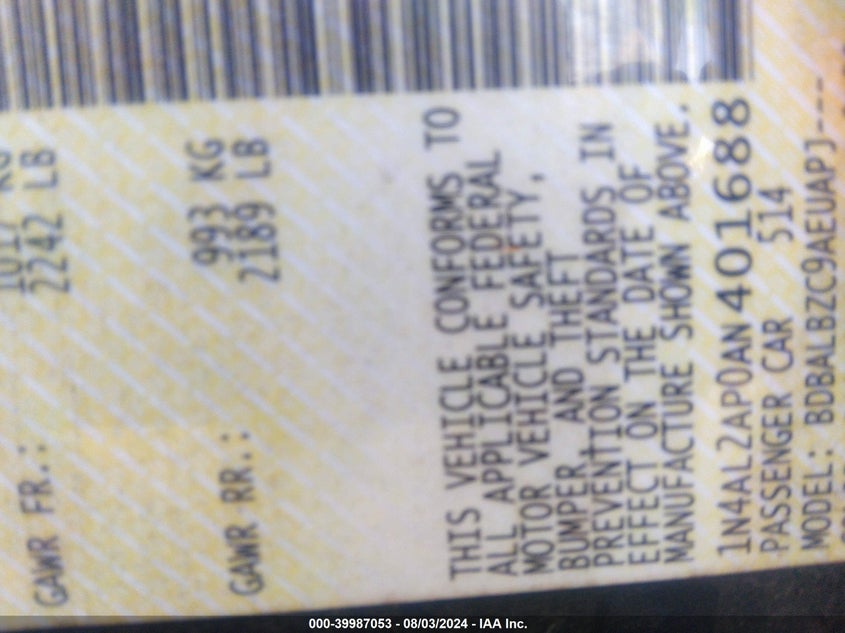 1017 KG
GAWR FR.: 2242 LB
993 KG
GAWR RR.: 2189 LB
THIS VEHICLE CONFORMS TO
ALL APPLICABLE FEDERAL
MOTOR VEHICLE SAFETY,
BUMPER, AND THEFT
PREVENTION STANDARDS IN
EFFECT ON THE DATE OF
MANUFACTURE SHOWN ABOVE.
1N4AL2AP0AN401688
PASSENGER CAR 514
MODEL: BDBALBZC9AEUAPJ---
000-39987053 - 08/03/2024 - IAA Inc.